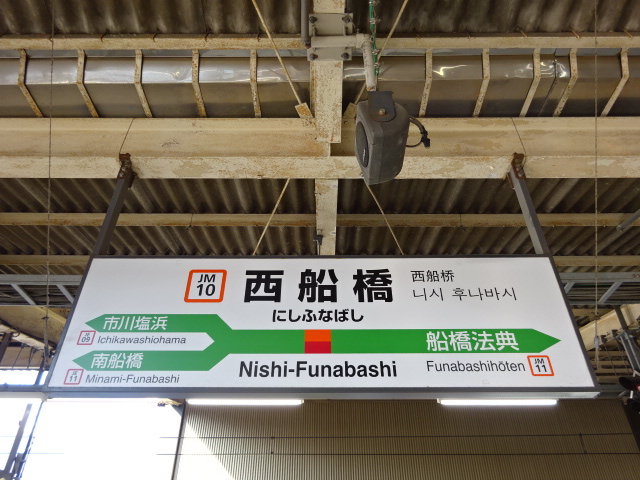 JM
10
西船橋
にしふなばし
Nishi-Funabashi
西船桥
니시 후나바시
市川塩浜
JE
09
Ichikawashiohama
南船橋
JE
11
Minami-Funabashi
船橋法典
Funabashihōten
JM
11